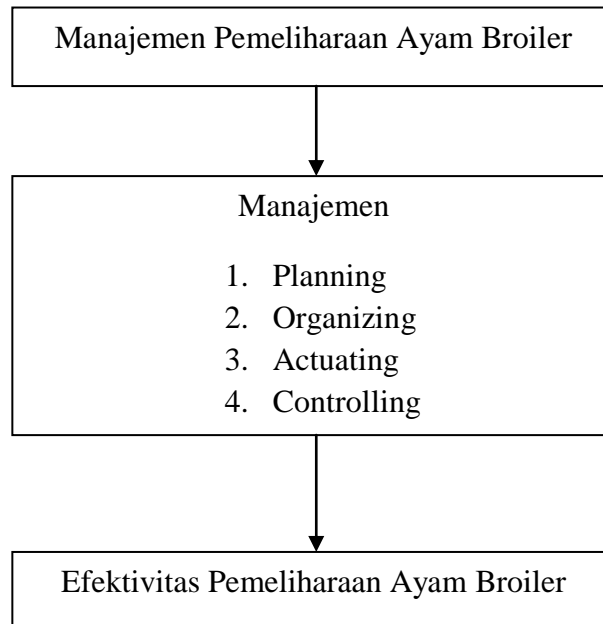 Manajemen Pemeliharaan Ayam Broiler
Manajemen
1. Planning
2. Organizing
3. Actuating
4. Controlling
Efektivitas Pemeliharaan Ayam Broiler